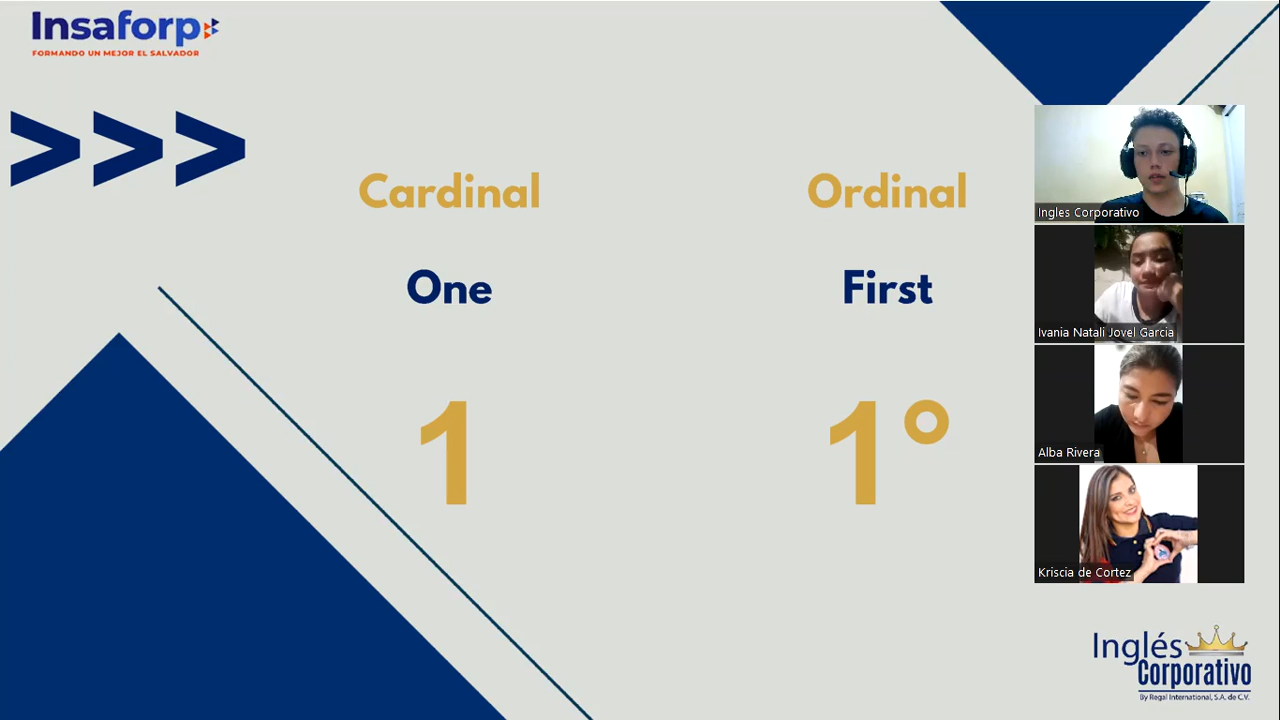 Insaforp
FORMANDO UN MEJOR EL SALVADOR
>>>
Cardinal
Ordinal
One
First
1
1°
Ingles Corporativo
Ivania Natali Jovel Garcia
Alba Rivera
Kriscia de Cortez
Inglés
Corporativo
By Regal International, S.A. de C.V.